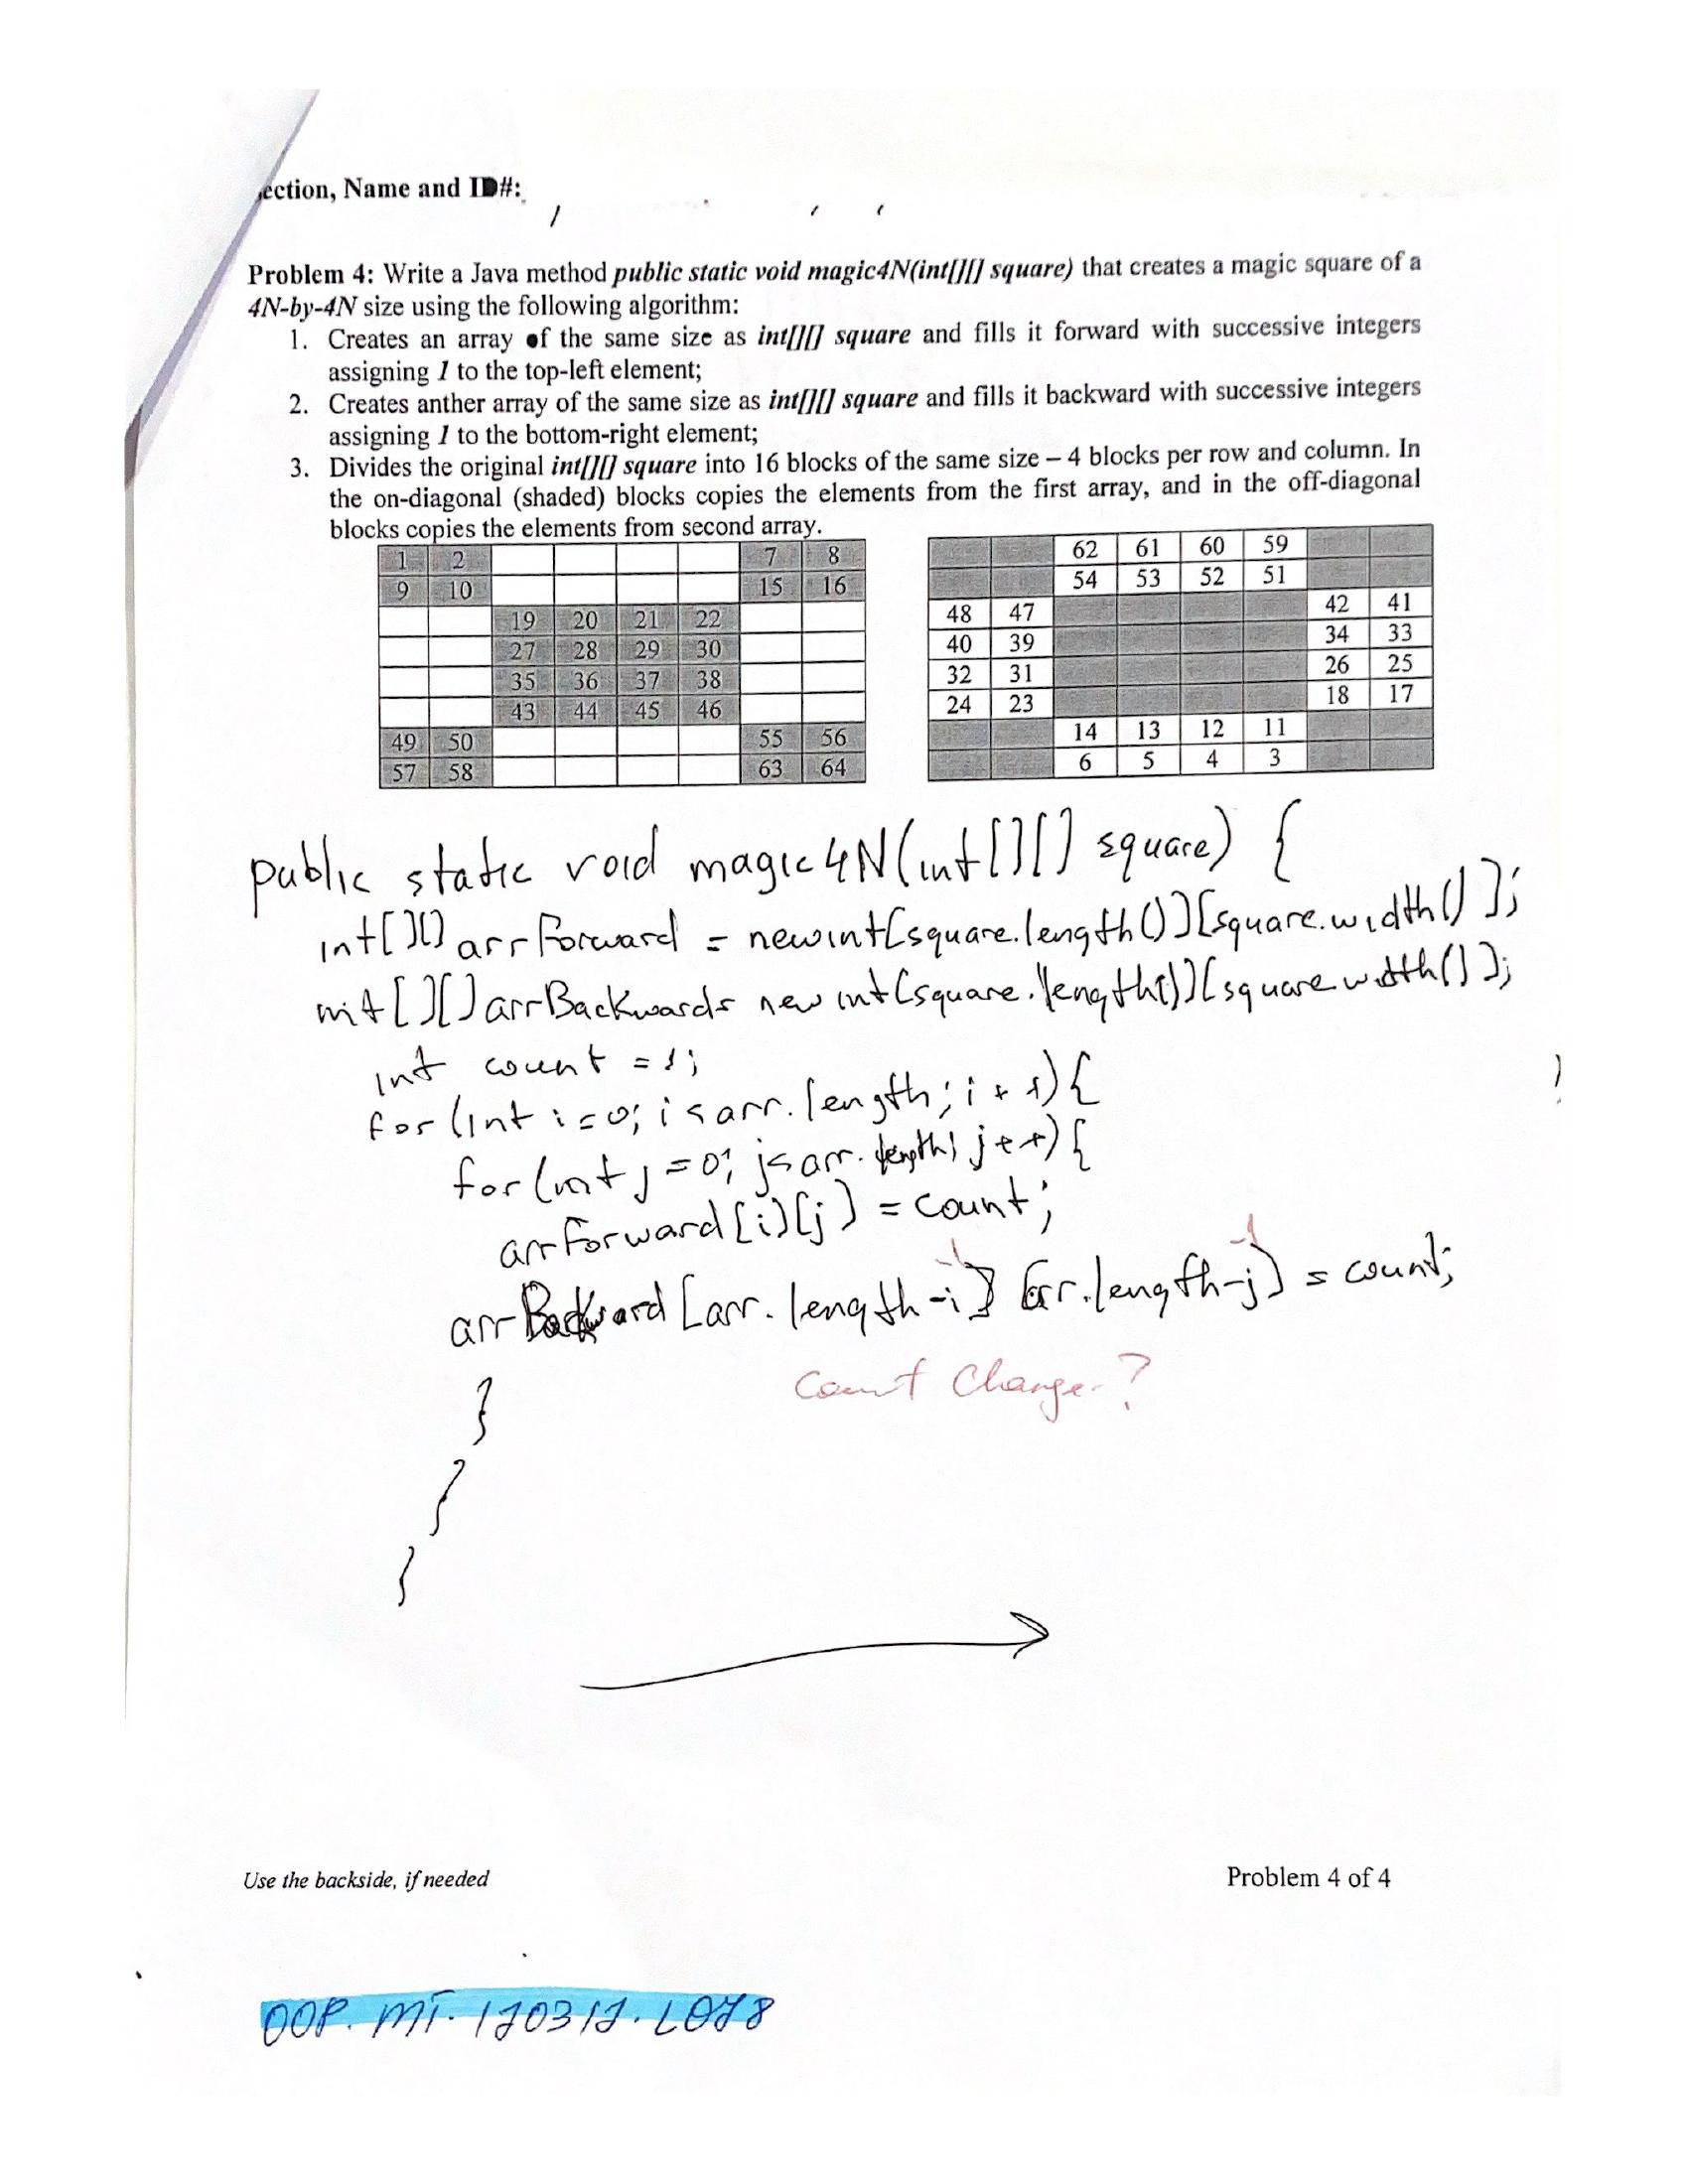 ection, Name and ID#:
Problem 4: Write a Java method public static void magic4N(int[][] square) that creates a magic square of a
4N-by-4N size using the following algorithm:
1. Creates an array of the same size as int[][] square and fills it forward with successive integers
assigning 1 to the top-left element;
2. Creates anther array of the same size as int[][] square and fills it backward with successive integers
assigning 1 to the bottom-right element;
3. Divides the original int[][] square into 16 blocks of the same size – 4 blocks per row and column. In
the on-diagonal (shaded) blocks copies the elements from the first array, and in the off-diagonal
blocks copies the elements from second array.
1 2 7 8
9 10 15 16
19 20 21 22
27 28 29 30
35 36 37 38
43 44 45 46
49 50 55 56
57 58 63 64
62 61 60 59
54 53 52 51
48 47 42 41
40 39 34 33
32 31 26 25
24 23 18 17
14 13 12 11
6 5 4 3
public static void magic4N(int[][] square) {
int[][] arrForward = newint[square.length()][square.width()];
int[][] arrBackwards new int[square.length()][square width()];
int count = 1;
for (int i=0; i<arr.length; i++){
for (int j=0; j<arr.length; j++){
arrForward[i][j] = count;
arrBackward[arr.length-i] [arr.length-j] = count;
-1 -1
Count Change?
}
}
}
Use the backside, if needed
Problem 4 of 4
OOP. MT. 170317. L078